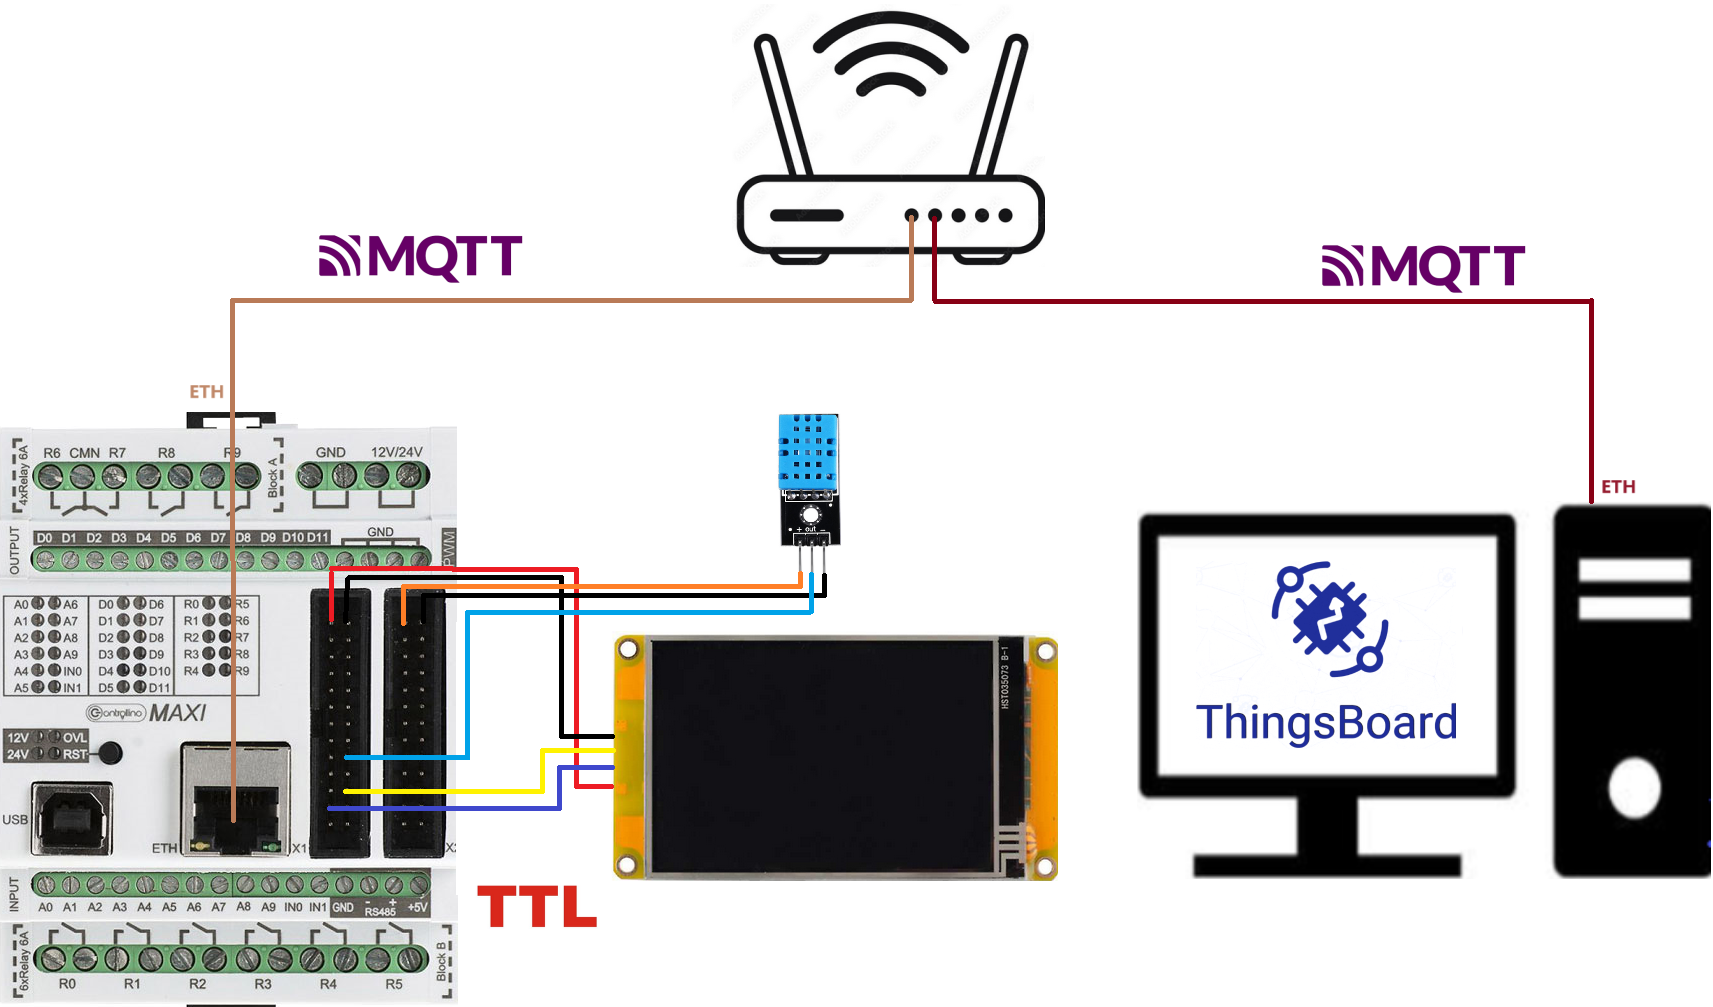 MQTT
MQTT
ETH
ETH
4xRelay 6A
R6 CMN R7 R8 R9
Block A
GND 12V/24V
OUTPUT
D0 D1 D2 D3 D4 D5 D6 D7 D8 D9 D10 D11
GND
PWM
+ out -
A0 A6 D0 D6 R0 R5
A1 A7 D1 D7 R1 R6
A2 A8 D2 D8 R2 R7
A3 A9 D3 D9 R3 R8
A4 IN0 D4 D10 R4 R9
A5 IN1 D5 D11
Controllino MAXI
12V OVL
24V RST
USB
ETH
X1
X2
HST035073 B-1
ThingsBoard
INPUT
A0 A1 A2 A3 A4 A5 A6 A7 A8 A9 IN0 IN1 GND - + +5V
RS485
TTL
6xRelay 6A
R0 R1 R2 R3 R4 R5
Block B